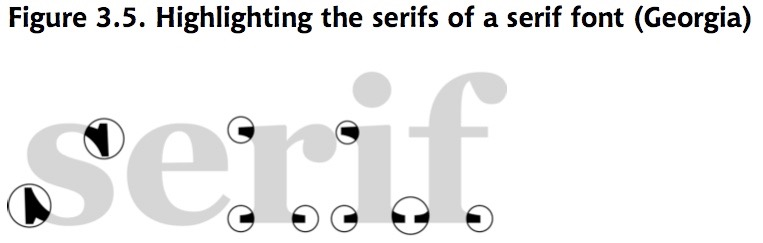 Figure 3.5. Highlighting the serifs of a serif font (Georgia)
serif